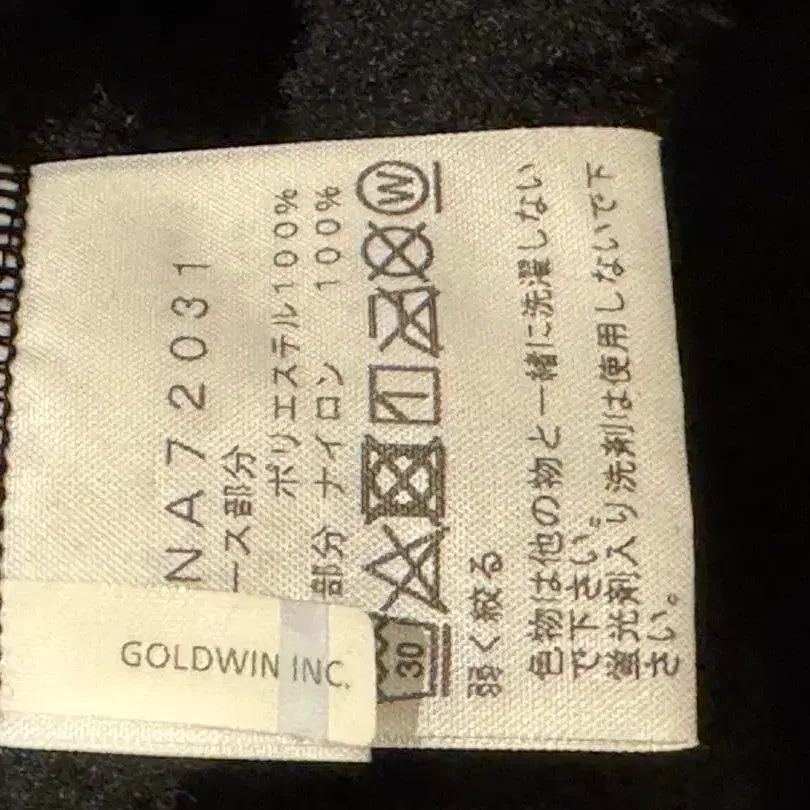 NA72031
ース部分
ポリエステル100%
部分 ナイロン 100%
W
30
弱く絞る
色物は他の物と一緒に洗濯しない
で下さい。
蛍光剤入り洗剤は使用しないで下
さい。
GOLDWIN INC.